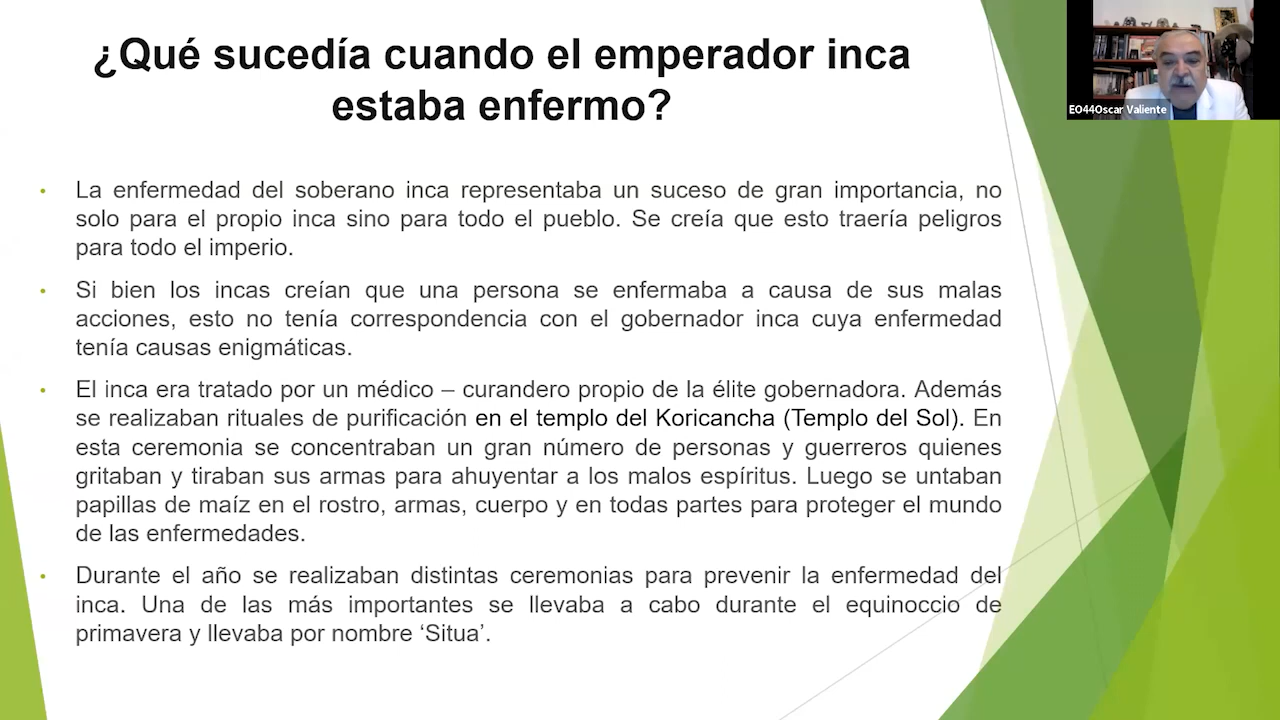 ¿Qué sucedía cuando el emperador inca
estaba enfermo?
EO44Oscar Valiente
• La enfermedad del soberano inca representaba un suceso de gran importancia, no
solo para el propio inca sino para todo el pueblo. Se creía que esto traería peligros
para todo el imperio.
• Si bien los incas creían que una persona se enfermaba a causa de sus malas
acciones, esto no tenía correspondencia con el gobernador inca cuya enfermedad
tenía causas enigmáticas.
• El inca era tratado por un médico – curandero propio de la élite gobernadora. Además
se realizaban rituales de purificación en el templo del Koricancha (Templo del Sol). En
esta ceremonia se concentraban un gran número de personas y guerreros quienes
gritaban y tiraban sus armas para ahuyentar a los malos espíritus. Luego se untaban
papillas de maíz en el rostro, armas, cuerpo y en todas partes para proteger el mundo
de las enfermedades.
• Durante el año se realizaban distintas ceremonias para prevenir la enfermedad del
inca. Una de las más importantes se llevaba a cabo durante el equinoccio de
primavera y llevaba por nombre ‘Situa’.